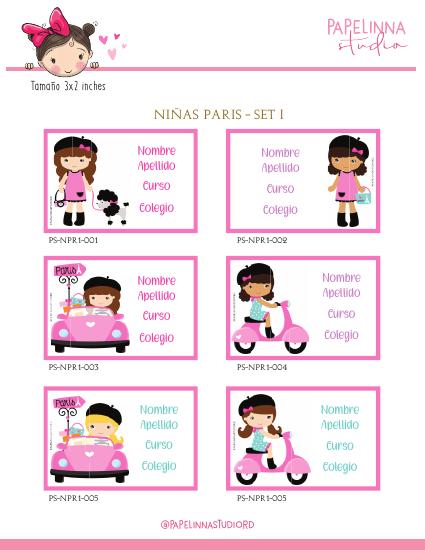 PAPELINNA
studio
Tamaño 3x2 inches
NIÑAS PARIS - SET 1
Nombre
Apellido
Curso
Colegio
PS-NPR1-001
Nombre
Apellido
Curso
Colegio
PS-NPR1-002
Paris
Nombre
Apellido
Curso
Colegio
PS-NPR1-003
Nombre
Apellido
Curso
Colegio
PS-NPR1-004
Paris
Nombre
Apellido
Curso
Colegio
PS-NPR1-005
Nombre
Apellido
Curso
Colegio
PS-NPR1-005
@PAPELINNASTUDIORD